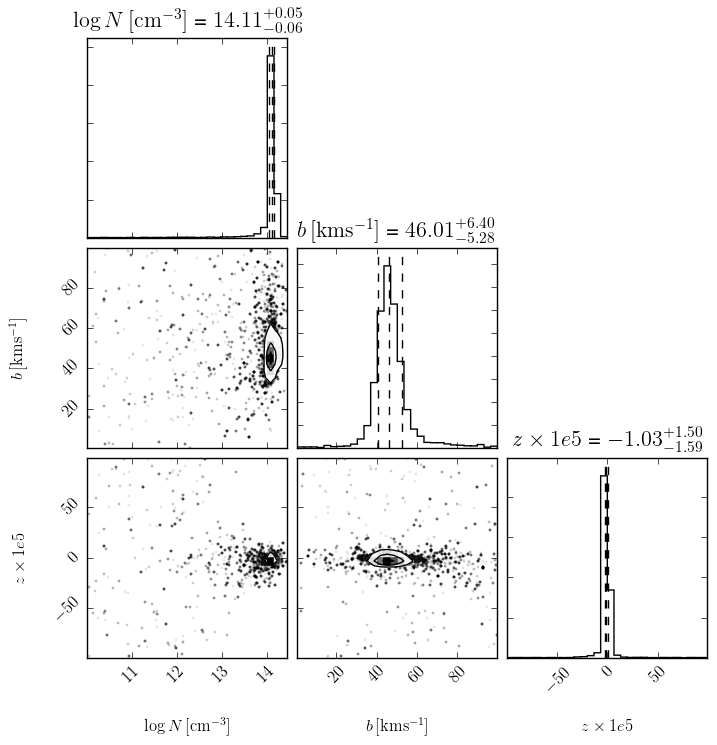 log N [cm⁻³] = 14.11⁺⁰·⁰⁵₋₀.₀₆
b [kms⁻¹] = 46.01⁺⁶·⁴⁰₋₅.₂₈
z × 1e5 = −1.03⁺¹·⁵⁰₋₁.₅₉
b [kms⁻¹]
80
60
40
20
z × 1e5
50
0
−50
11 12 13 14
20 40 60 80
−50 0 50
log N [cm⁻³]
b [kms⁻¹]
z × 1e5